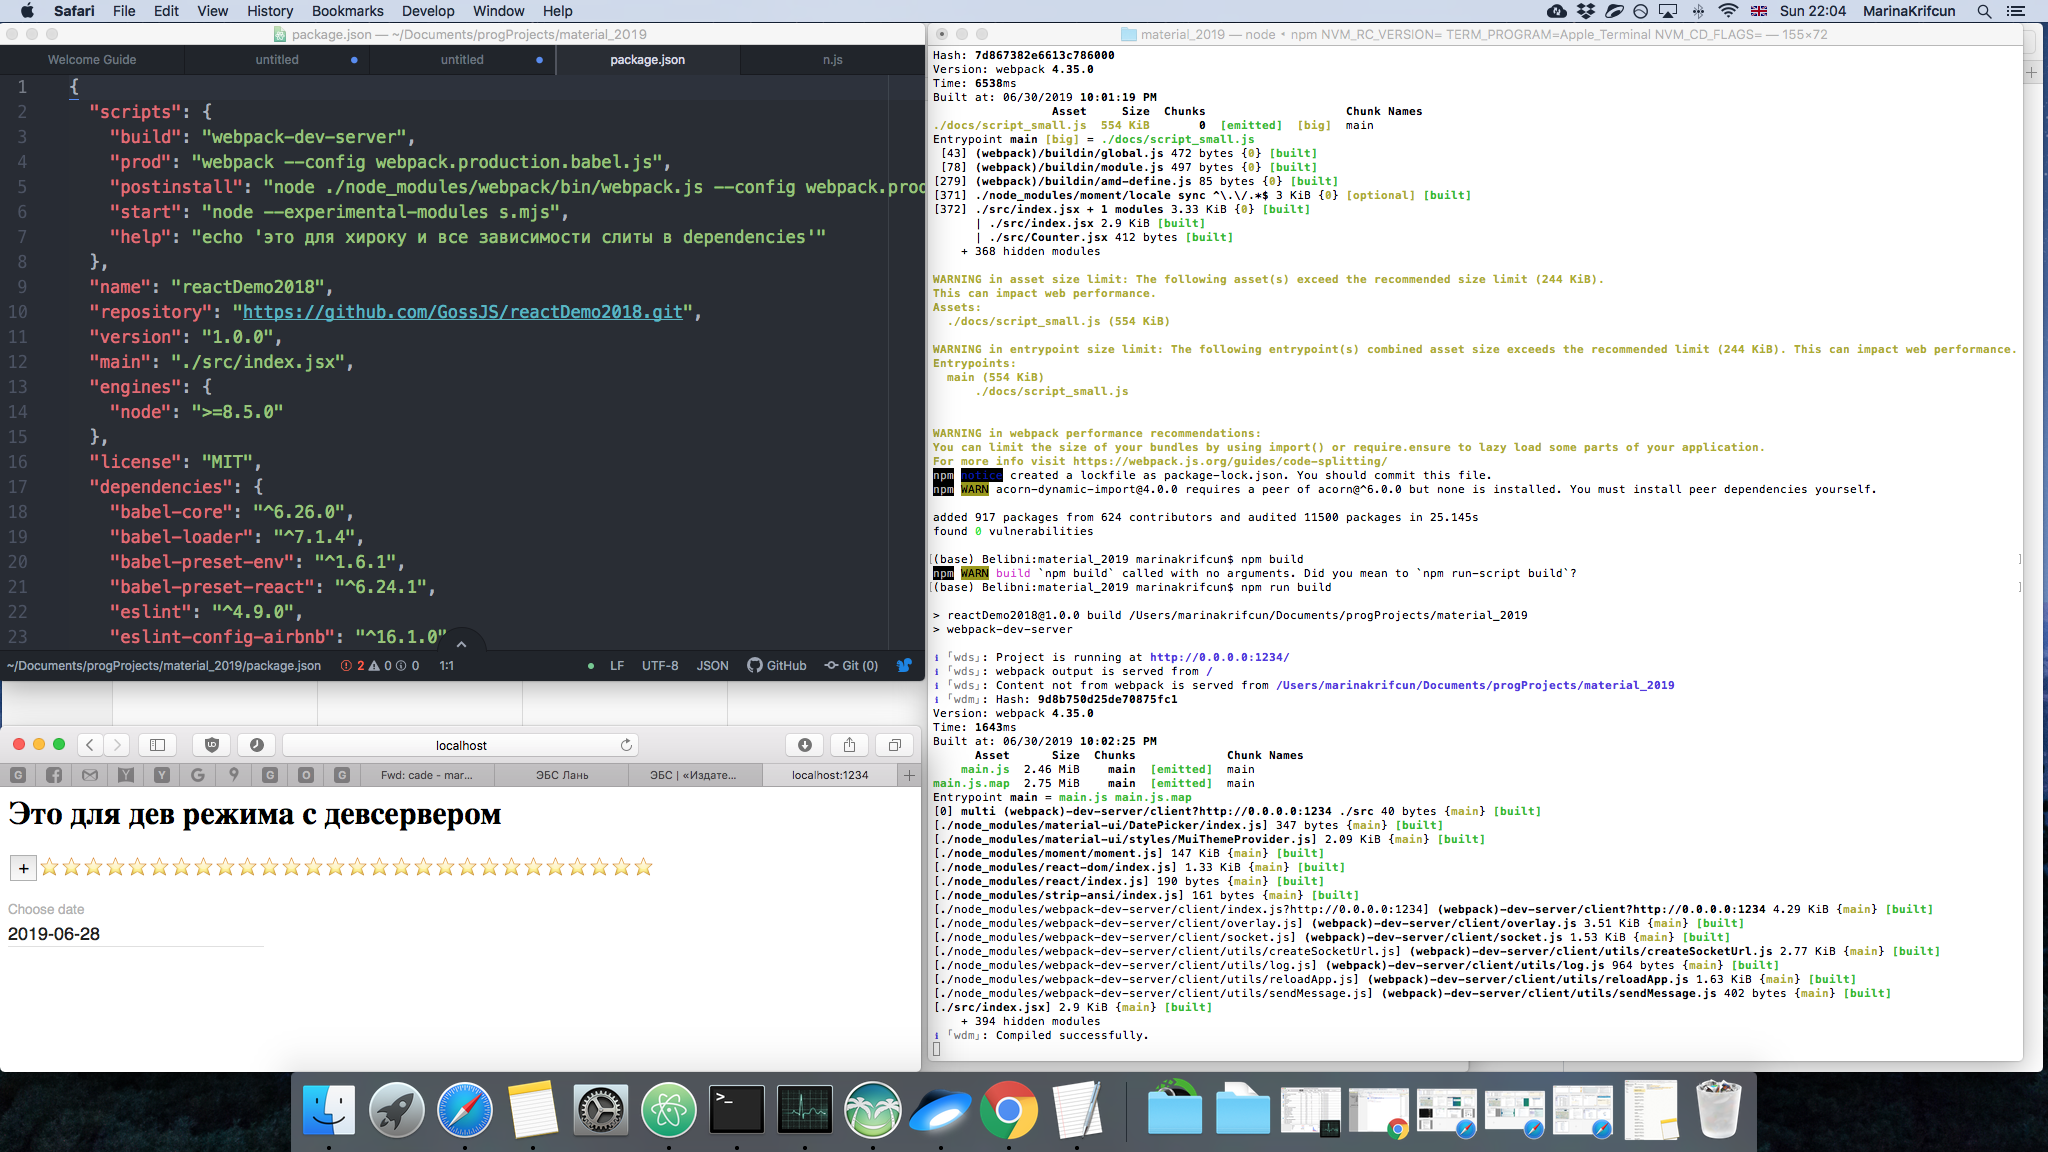 Safari File Edit View History Bookmarks Develop Window Help Sun 22:04 MarinaKrifcun
package.json — ~/Documents/progProjects/material_2019
Welcome Guide untitled untitled package.json n.js
1 {
2 "scripts": {
3 "build": "webpack-dev-server",
4 "prod": "webpack --config webpack.production.babel.js",
5 "postinstall": "node ./node_modules/webpack/bin/webpack.js --config webpack.proc
6 "start": "node --experimental-modules s.mjs",
7 "help": "echo 'это для хироку и все зависимости слиты в dependencies'"
8 },
9 "name": "reactDemo2018",
10 "repository": "https://github.com/GossJS/reactDemo2018.git",
11 "version": "1.0.0",
12 "main": "./src/index.jsx",
13 "engines": {
14 "node": ">=8.5.0"
15 },
16 "license": "MIT",
17 "dependencies": {
18 "babel-core": "^6.26.0",
19 "babel-loader": "^7.1.4",
20 "babel-preset-env": "^1.6.1",
21 "babel-preset-react": "^6.24.1",
22 "eslint": "^4.9.0",
23 "eslint-config-airbnb": "^16.1.0"
~/Documents/progProjects/material_2019/package.json 2 0 0 1:1 LF UTF-8 JSON GitHub Git (0)
localhost
Fwd: cade - mar... ЭБС Лань ЭБС | «Издате... localhost:1234
Это для дев режима с девсервером
+
Choose date
2019-06-28
material_2019 — node • npm NVM_RC_VERSION= TERM_PROGRAM=Apple_Terminal NVM_CD_FLAGS= — 155×72
Hash: 7d867382e6613c786000
Version: webpack 4.35.0
Time: 6538ms
Built at: 06/30/2019 10:01:19 PM
Asset Size Chunks Chunk Names
./docs/script_small.js 554 KiB 0 [emitted] [big] main
Entrypoint main [big] = ./docs/script_small.js
[43] (webpack)/buildin/global.js 472 bytes {0} [built]
[78] (webpack)/buildin/module.js 497 bytes {0} [built]
[279] (webpack)/buildin/amd-define.js 85 bytes {0} [built]
[371] ./node_modules/moment/locale sync ^\.\/.*$ 3 KiB {0} [optional] [built]
[372] ./src/index.jsx + 1 modules 3.33 KiB {0} [built]
| ./src/index.jsx 2.9 KiB [built]
| ./src/Counter.jsx 412 bytes [built]
+ 368 hidden modules
WARNING in asset size limit: The following asset(s) exceed the recommended size limit (244 KiB).
This can impact web performance.
Assets:
./docs/script_small.js (554 KiB)
WARNING in entrypoint size limit: The following entrypoint(s) combined asset size exceeds the recommended limit (244 KiB). This can impact web performance.
Entrypoints:
main (554 KiB)
./docs/script_small.js
WARNING in webpack performance recommendations:
You can limit the size of your bundles by using import() or require.ensure to lazy load some parts of your application.
For more info visit https://webpack.js.org/guides/code-splitting/
npm notice created a lockfile as package-lock.json. You should commit this file.
npm WARN acorn-dynamic-import@4.0.0 requires a peer of acorn@^6.0.0 but none is installed. You must install peer dependencies yourself.
added 917 packages from 624 contributors and audited 11500 packages in 25.145s
found 0 vulnerabilities
(base) Belibni:material_2019 marinakrifcun$ npm build
npm WARN build `npm build` called with no arguments. Did you mean to `npm run-script build`?
(base) Belibni:material_2019 marinakrifcun$ npm run build
> reactDemo2018@1.0.0 build /Users/marinakrifcun/Documents/progProjects/material_2019
> webpack-dev-server
ℹ ｢wds｣: Project is running at http://0.0.0.0:1234/
ℹ ｢wds｣: webpack output is served from /
ℹ ｢wds｣: Content not from webpack is served from /Users/marinakrifcun/Documents/progProjects/material_2019
ℹ ｢wdm｣: Hash: 9d8b750d25de70875fc1
Version: webpack 4.35.0
Time: 1643ms
Built at: 06/30/2019 10:02:25 PM
Asset Size Chunks Chunk Names
main.js 2.46 MiB main [emitted] main
main.js.map 2.75 MiB main [emitted] main
Entrypoint main = main.js main.js.map
[0] multi (webpack)-dev-server/client?http://0.0.0.0:1234 ./src 40 bytes {main} [built]
[./node_modules/material-ui/DatePicker/index.js] 347 bytes {main} [built]
[./node_modules/material-ui/styles/MuiThemeProvider.js] 2.09 KiB {main} [built]
[./node_modules/moment/moment.js] 147 KiB {main} [built]
[./node_modules/react-dom/index.js] 1.33 KiB {main} [built]
[./node_modules/react/index.js] 190 bytes {main} [built]
[./node_modules/strip-ansi/index.js] 161 bytes {main} [built]
[./node_modules/webpack-dev-server/client/index.js?http://0.0.0.0:1234] (webpack)-dev-server/client?http://0.0.0.0:1234 4.29 KiB {main} [built]
[./node_modules/webpack-dev-server/client/overlay.js] (webpack)-dev-server/client/overlay.js 3.51 KiB {main} [built]
[./node_modules/webpack-dev-server/client/socket.js] (webpack)-dev-server/client/socket.js 1.53 KiB {main} [built]
[./node_modules/webpack-dev-server/client/utils/createSocketUrl.js] (webpack)-dev-server/client/utils/createSocketUrl.js 2.77 KiB {main} [built]
[./node_modules/webpack-dev-server/client/utils/log.js] (webpack)-dev-server/client/utils/log.js 964 bytes {main} [built]
[./node_modules/webpack-dev-server/client/utils/reloadApp.js] (webpack)-dev-server/client/utils/reloadApp.js 1.63 KiB {main} [built]
[./node_modules/webpack-dev-server/client/utils/sendMessage.js] (webpack)-dev-server/client/utils/sendMessage.js 402 bytes {main} [built]
[./src/index.jsx] 2.9 KiB {main} [built]
+ 394 hidden modules
ℹ ｢wdm｣: Compiled successfully.